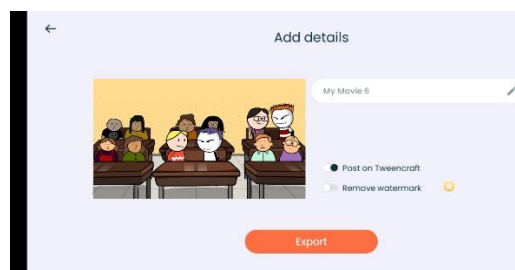 Add details
My Movie 6
Post on Tweencraft
Remove watermark
Export